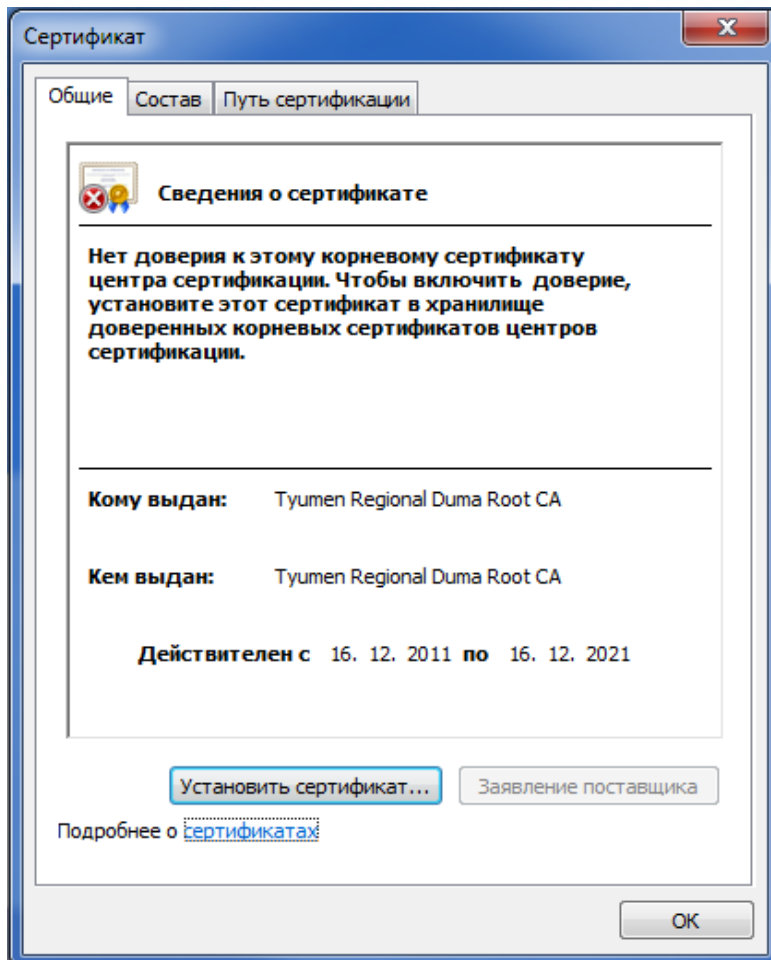 Сертификат
Общие Состав Путь сертификации
Сведения о сертификате
Нет доверия к этому корневому сертификату
центра сертификации. Чтобы включить доверие,
установите этот сертификат в хранилище
доверенных корневых сертификатов центров
сертификации.
Кому выдан: Tyumen Regional Duma Root CA
Кем выдан: Tyumen Regional Duma Root CA
Действителен с 16. 12. 2011 по 16. 12. 2021
Установить сертификат... Заявление поставщика
Подробнее о сертификатах
ОК